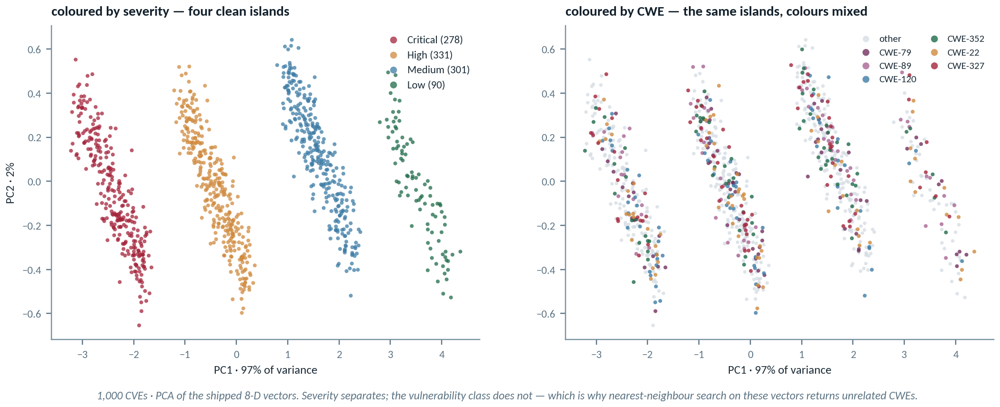 coloured by severity — four clean islands
Critical (278)
High (331)
Medium (301)
Low (90)
0.6
0.4
0.2
0.0
−0.2
−0.4
−0.6
PC2 · 2%
−3
−2
−1
0
1
2
3
4
PC1 · 97% of variance
coloured by CWE — the same islands, colours mixed
other
CWE-79
CWE-89
CWE-120
CWE-352
CWE-22
CWE-327
0.6
0.4
0.2
0.0
−0.2
−0.4
−0.6
−3
−2
−1
0
1
2
3
4
PC1 · 97% of variance
1,000 CVEs · PCA of the shipped 8-D vectors. Severity separates; the vulnerability class does not — which is why nearest-neighbour search on these vectors returns unrelated CWEs.